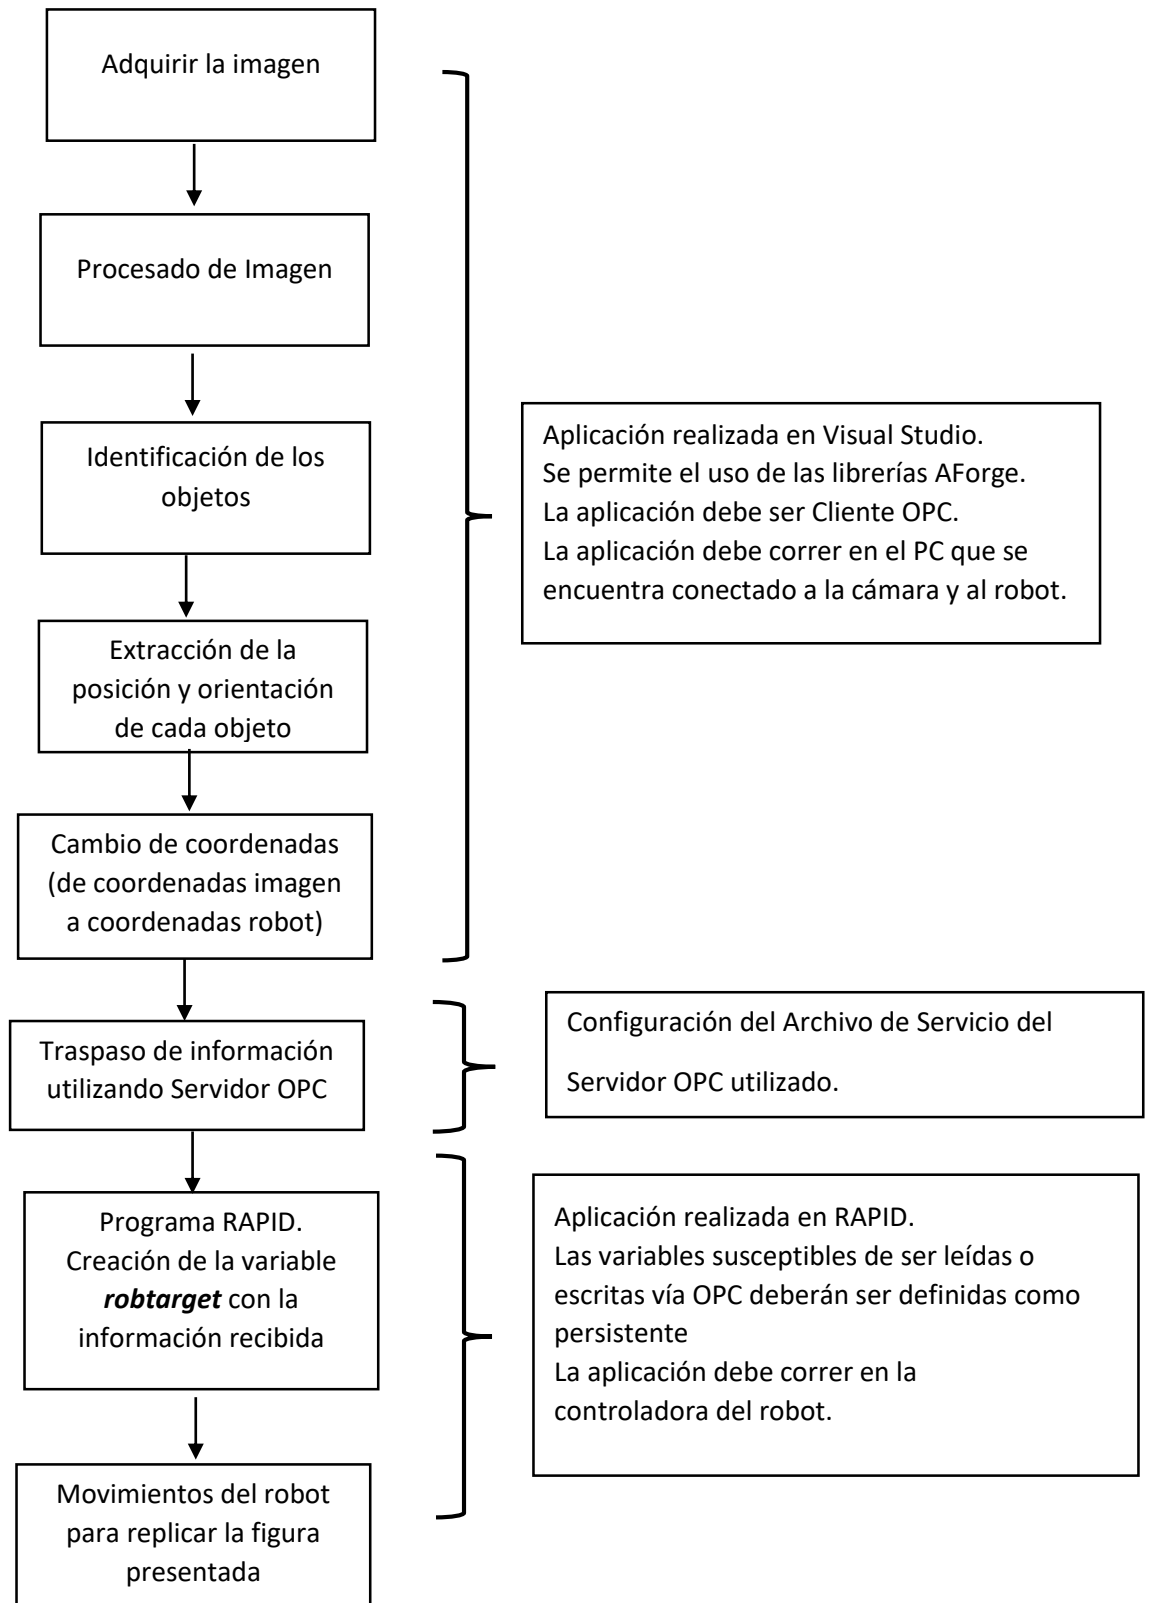 Adquirir la imagen
Procesado de Imagen
Identificación de los
objetos
Extracción de la
posición y orientación
de cada objeto
Cambio de coordenadas
(de coordenadas imagen
a coordenadas robot)
Aplicación realizada en Visual Studio.
Se permite el uso de las librerías AForge.
La aplicación debe ser Cliente OPC.
La aplicación debe correr en el PC que se
encuentra conectado a la cámara y al robot.
Traspaso de información
utilizando Servidor OPC
Configuración del Archivo de Servicio del
Servidor OPC utilizado.
Programa RAPID.
Creación de la variable
robtarget con la
información recibida
Movimientos del robot
para replicar la figura
presentada
Aplicación realizada en RAPID.
Las variables susceptibles de ser leídas o
escritas vía OPC deberán ser definidas como
persistente
La aplicación debe correr en la
controladora del robot.